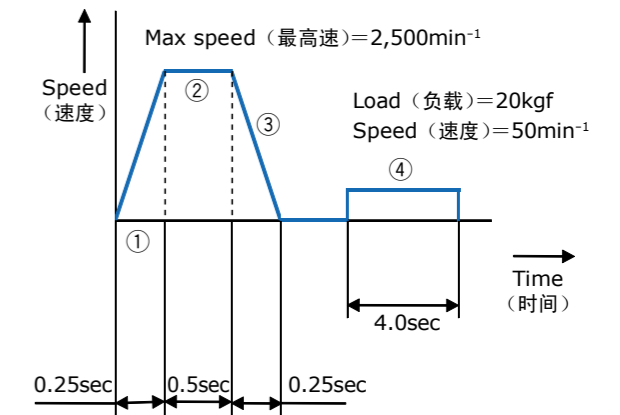 Max speed（最高速）＝2,500min⁻¹
Speed
（速度）
②
Load（负载）＝20kgf
③
Speed（速度）＝50min⁻¹
④
①
Time
（时间）
4.0sec
0.25sec 0.5sec 0.25sec